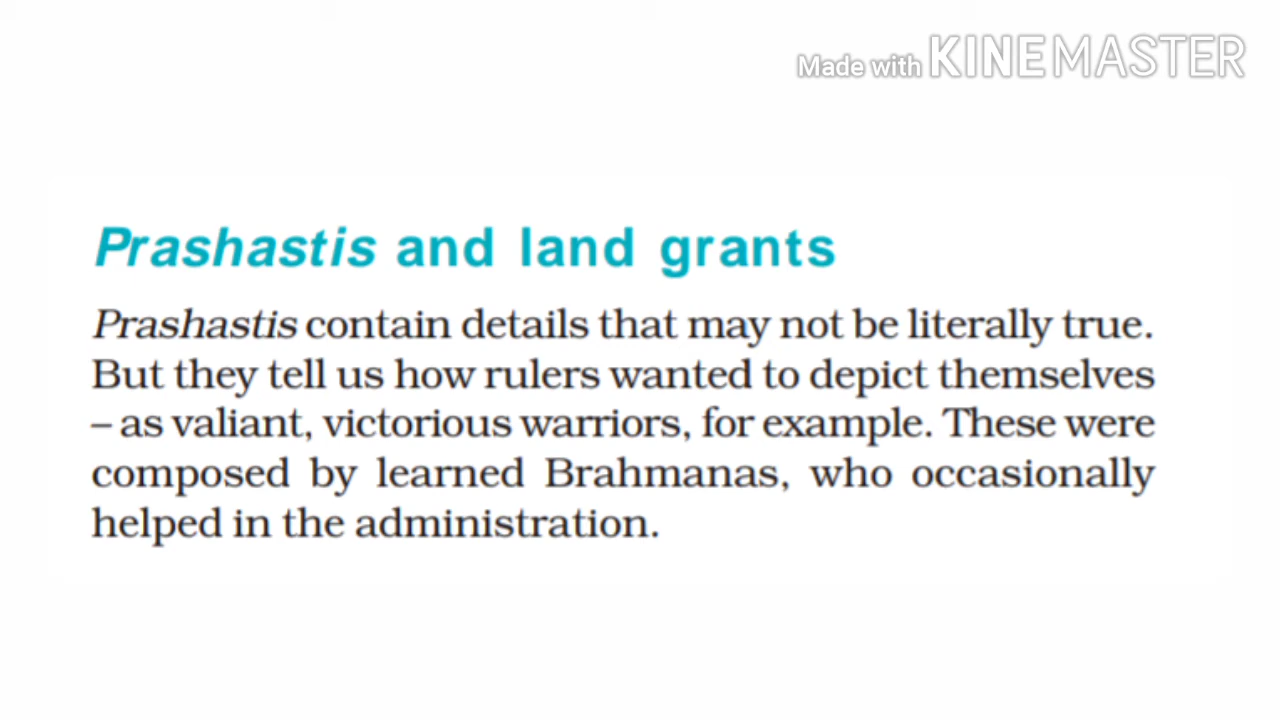 Made with KINEMASTER
Prashastis and land grants
Prashastis contain details that may not be literally true.
But they tell us how rulers wanted to depict themselves
– as valiant, victorious warriors, for example. These were
composed by learned Brahmanas, who occasionally
helped in the administration.